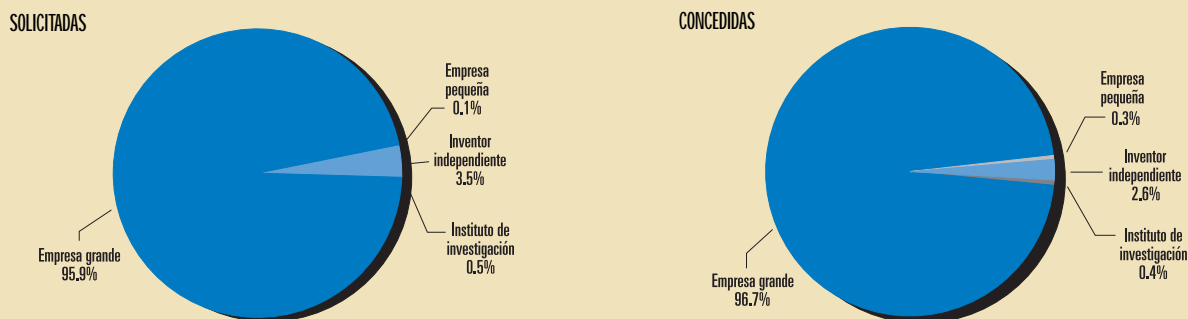 SOLICITADAS
Empresa
pequeña
0.1%
Inventor
independiente
3.5%
Instituto de
investigación
0.5%
Empresa grande
95.9%
CONCEDIDAS
Empresa
pequeña
0.3%
Inventor
independiente
2.6%
Instituto de
investigación
0.4%
Empresa grande
96.7%